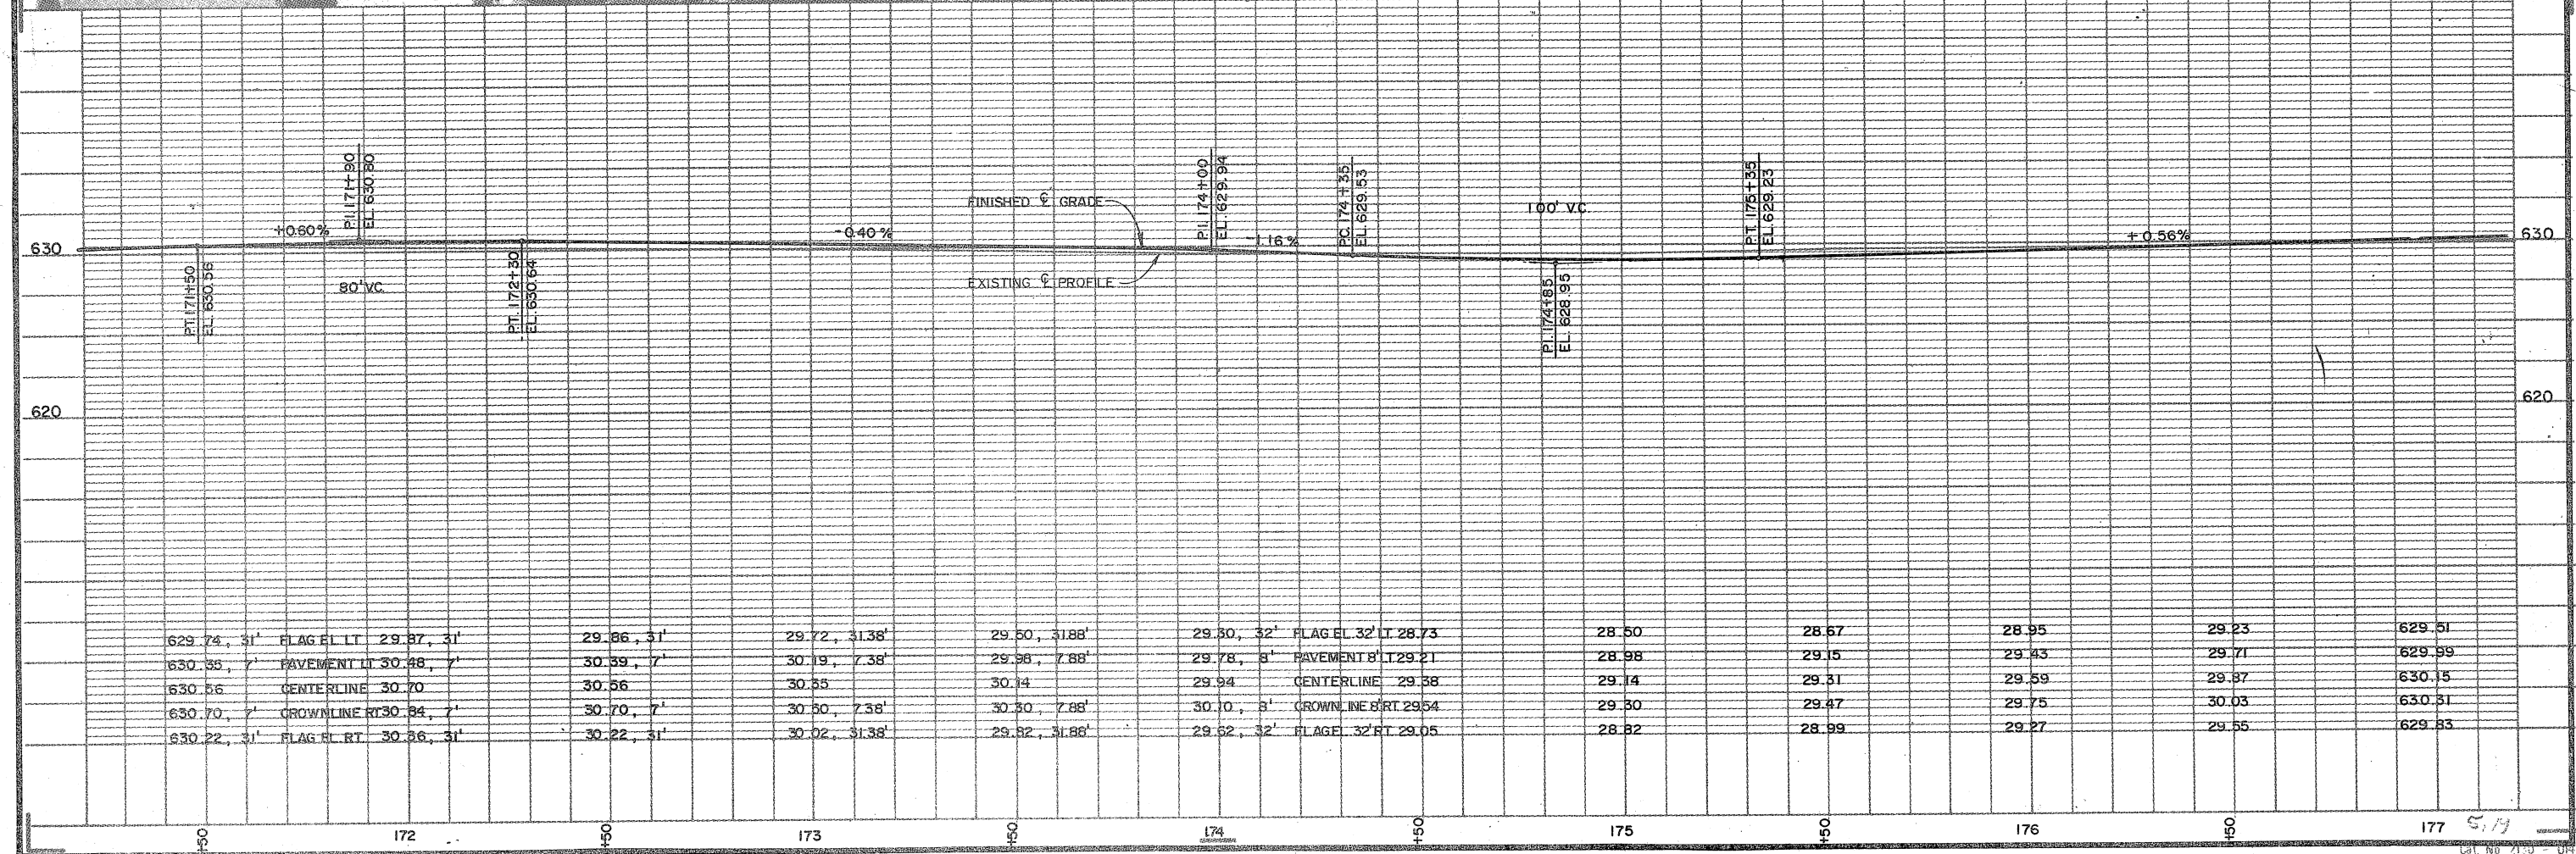 P.I. 171+90
EL. 630.80
P.I. 174+00
EL. 629.94
P.C. 174+35
EL. 629.53
P.T. 175+35
EL. 629.23
FINISHED ℄ GRADE
100' V.C.
+0.60%
-0.40%
-1.16%
+0.56%
630
630
80' V.C.
EXISTING ℄ PROFILE
P.T. 171+50
EL. 630.56
P.T. 172+30
EL. 630.64
P.I. 174+85
EL. 628.95
620
620
629.74, 31' FLAG EL. LT. 29.87, 31' 29.86, 31' 29.72, 31.38' 29.50, 31.88' 29.30, 32' FLAG EL. 32' LT. 28.73 28.50 28.67 28.95 29.23 629.51
630.35, 7' PAVEMENT LT. 30.48, 7' 30.39, 7' 30.19, 7.38' 29.98, 7.88' 29.78, 8' PAVEMENT 8' LT. 29.21 28.98 29.15 29.43 29.71 629.99
630.56 CENTERLINE 30.70 30.56 30.35 30.14 29.94 CENTERLINE 29.38 29.14 29.31 29.59 29.87 630.15
630.70, 7' CROWNLINE RT. 30.84, 7' 30.70, 7' 30.50, 7.38' 30.30, 7.88' 30.10, 8' CROWNLINE 8' RT. 29.54 29.30 29.47 29.75 30.03 630.31
630.22, 31' FLAG EL. RT. 30.36, 31' 30.22, 31' 30.02, 31.38' 29.82, 31.88' 29.62, 32' FLAG EL. 32' RT. 29.05 28.82 28.99 29.27 29.55 629.83
+50 172 +50 173 +50 174 +50 175 +50 176 +50 177
5,19